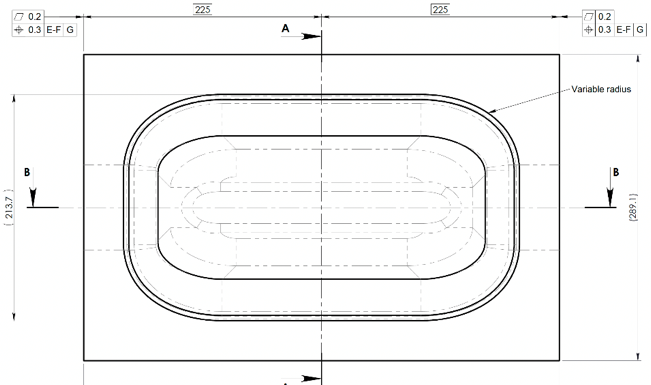 225
225
▱ 0.2
⌖ 0.3 E-F G
▱ 0.2
⌖ 0.3 E-F G
A
Variable radius
B
B
( 213.7 )
(289.1)